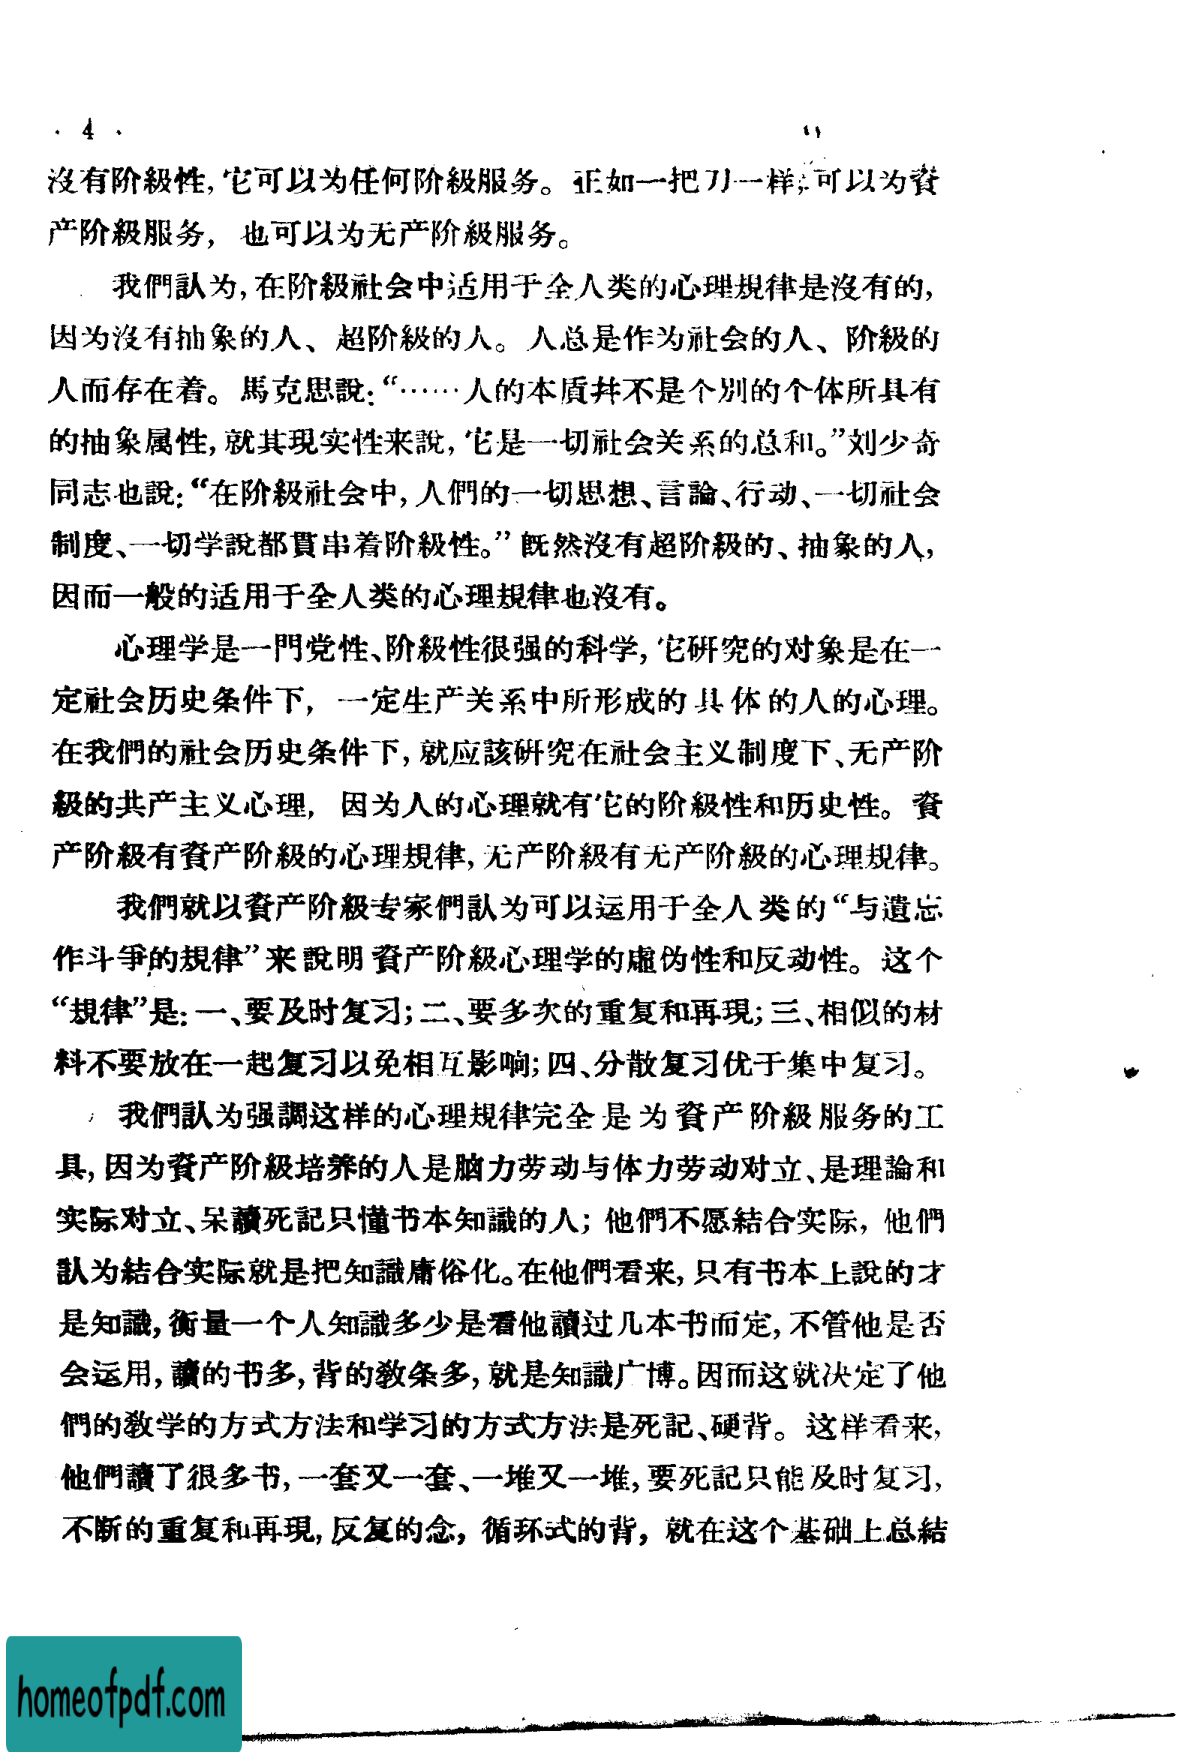 · 4 ·
沒有阶級性,它可以为任何阶級服务。正如一把刀一样,可以为資
产阶級服务,也可以为无产阶級服务。
我們認为,在阶級社会中适用于全人类的心理規律是沒有的,
因为沒有抽象的人、超阶級的人。人总是作为社会的人、阶級的
人而存在着。馬克思說:“……人的本質幷不是个別的个体所具有
的抽象属性,就其現实性来說,它是一切社会关系的总和。”刘少奇
同志也說:“在阶級社会中,人們的一切思想、言論、行动、一切社会
制度、一切学說都貫串着阶級性。”既然沒有超阶級的、抽象的人,
因而一般的适用于全人类的心理規律也沒有。
心理学是一門党性、阶級性很强的科学,它研究的对象是在一
定社会历史条件下,一定生产关系中所形成的具体的人的心理。
在我們的社会历史条件下,就应該研究在社会主义制度下、无产阶
級的共产主义心理,因为人的心理就有它的阶級性和历史性。資
产阶級有資产阶級的心理規律,无产阶級有无产阶級的心理規律。
我們就以資产阶級专家們認为可以运用于全人类的“与遺忘
作斗爭的規律”来說明資产阶級心理学的虛伪性和反动性。这个
“規律”是:一、要及时复习;二、要多次的重复和再現;三、相似的材
料不要放在一起复习以免相互影响;四、分散复习优于集中复习。
我們認为强調这样的心理規律完全是为資产阶級服务的工
具,因为資产阶級培养的人是脑力劳动与体力劳动对立、是理論和
实际对立、呆讀死記只懂书本知識的人;他們不愿結合实际,他們
認为結合实际就是把知識庸俗化。在他們看来,只有书本上說的才
是知識,衡量一个人知識多少是看他讀过几本书而定,不管他是否
会运用,讀的书多,背的教条多,就是知識广博。因而这就决定了他
們的教学的方式方法和学习的方式方法是死記、硬背。这样看来,
他們讀了很多书,一套又一套、一堆又一堆,要死記只能及时复习,
不断的重复和再現,反复的念,循环式的背,就在这个基础上总結
homeofpdf.com